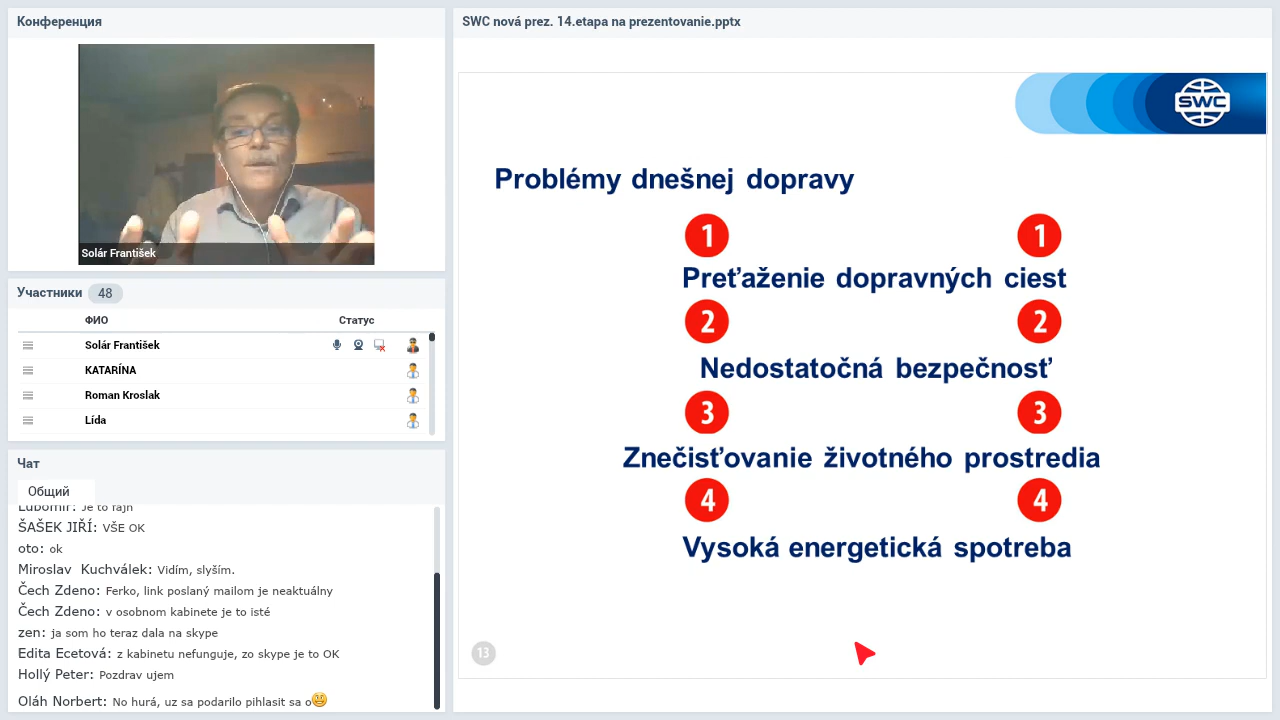 Конференция
Solár František
Участники 48
ФИО Статус
Solár František
KATARÍNA
Roman Kroslak
Lída
Чат
Общий
Lubomír: Je to fajn
ŠAŠEK JIŘÍ: VŠE OK
oto: ok
Miroslav Kuchválek: Vidím, slyším.
Čech Zdeno: Ferko, link poslaný mailom je neaktuálny
Čech Zdeno: v osobnom kabinete je to isté
zen: ja som ho teraz dala na skype
Edita Ecetová: z kabinetu nefunguje, zo skype je to OK
Hollý Peter: Pozdrav ujem
Oláh Norbert: No hurá, uz sa podarilo pihlasit sa o
SWC nová prez. 14.etapa na prezentovanie.pptx
SWC
Problémy dnešnej dopravy
1 1
Preťaženie dopravných ciest
2 2
Nedostatočná bezpečnosť
3 3
Znečisťovanie životného prostredia
4 4
Vysoká energetická spotreba
13